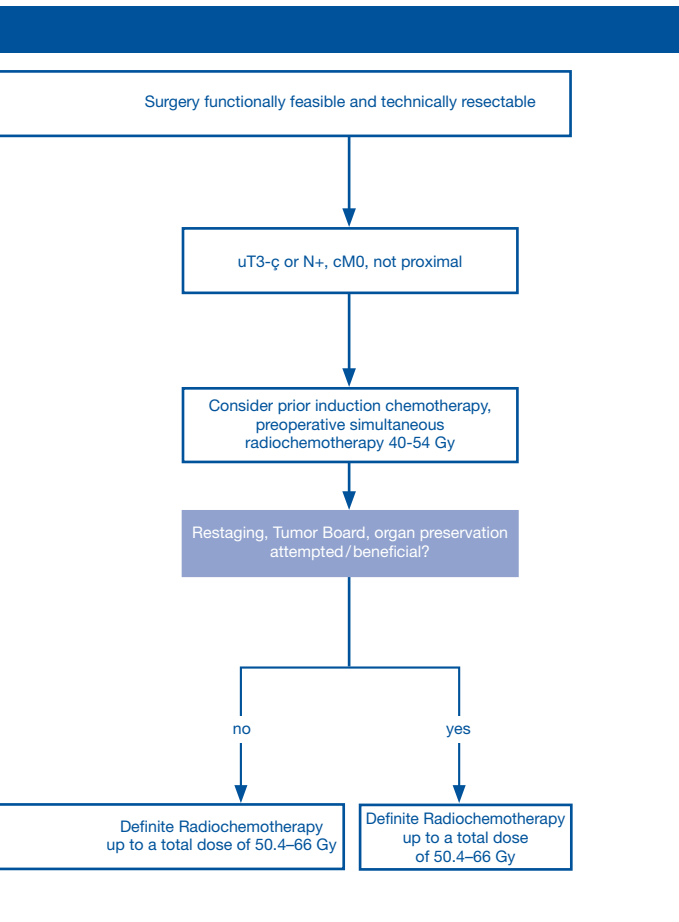 Surgery functionally feasible and technically resectable
uT3-ç or N+, cM0, not proximal
Consider prior induction chemotherapy,
preoperative simultaneous
radiochemotherapy 40-54 Gy
Restaging, Tumor Board, organ preservation
attempted/beneficial?
no
yes
Definite Radiochemotherapy
up to a total dose of 50.4–66 Gy
Definite Radiochemotherapy
up to a total dose
of 50.4–66 Gy